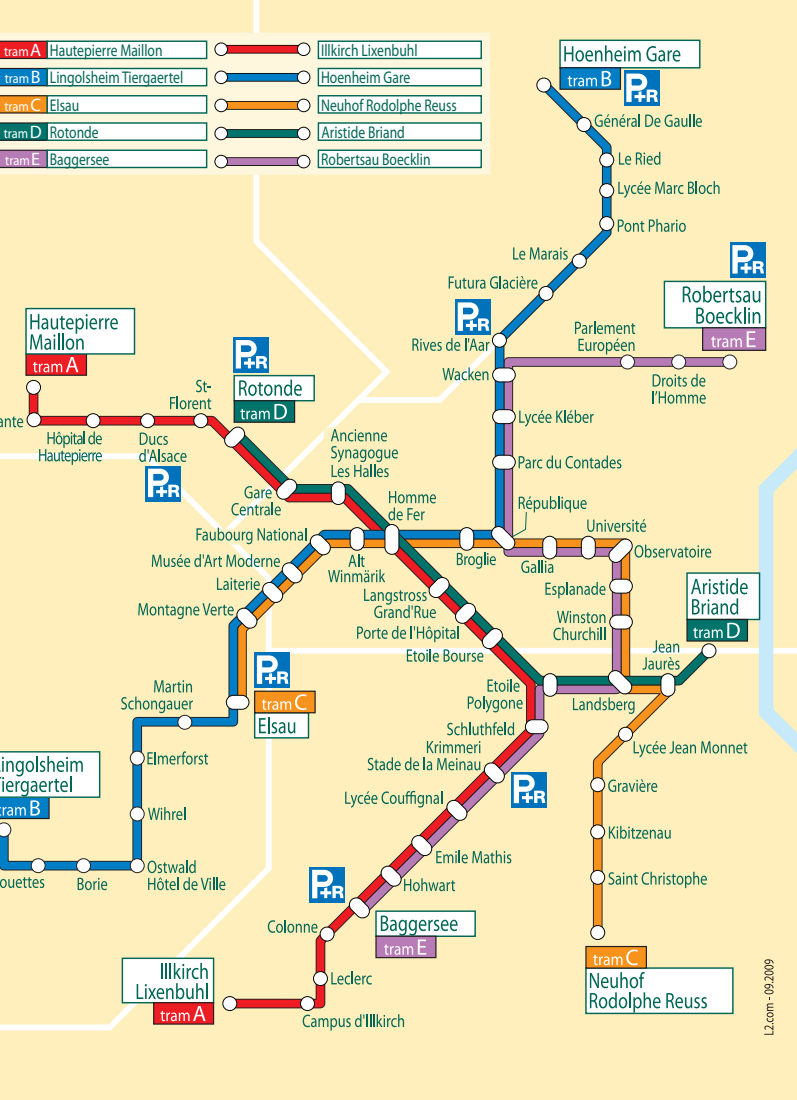 tram A Hautepierre Maillon Illkirch Lixenbuhl
tram B Lingolsheim Tiergaertel Hoenheim Gare
tram C Elsau Neuhof Rodolphe Reuss
tram D Rotonde Aristide Briand
tram E Baggersee Robertsau Boecklin
Hoenheim Gare
tram B
P+R
Général De Gaulle
Le Ried
Lycée Marc Bloch
Pont Phario
Le Marais
Futura Glacière
P+R
Rives de l'Aar
Wacken
P+R
Robertsau
Boecklin
tram E
Parlement
Européen
Droits de
l'Homme
Lycée Kléber
Parc du Contades
République
Hautepierre
Maillon
tram A
ante
Hôpital de
Hautepierre
Ducs
d'Alsace
P+R
St-
Florent
P+R
Rotonde
tram D
Ancienne
Synagogue
Les Halles
Gare
Centrale
Homme
de Fer
Faubourg National
Musée d'Art Moderne
Laiterie
Montagne Verte
Alt
Winmärik
Broglie
Gallia
Université
Observatoire
Esplanade
Winston
Churchill
Langstross
Grand'Rue
Porte de l'Hôpital
Etoile Bourse
Aristide
Briand
tram D
Jean
Jaurès
Landsberg
Etoile
Polygone
Schluthfeld
Krimmeri
Stade de la Meinau
P+R
Lycée Couffignal
Emile Mathis
Hohwart
P+R
tram C
Elsau
Martin
Schongauer
Elmerforst
Wihrel
Ostwald
Hôtel de Ville
Borie
ouettes
ingolsheim
iergaertel
tram B
P+R
Baggersee
tram E
Colonne
Leclerc
Campus d'Illkirch
Illkirch
Lixenbuhl
tram A
Lycée Jean Monnet
Gravière
Kibitzenau
Saint Christophe
tram C
Neuhof
Rodolphe Reuss
L2.com - 09.2009